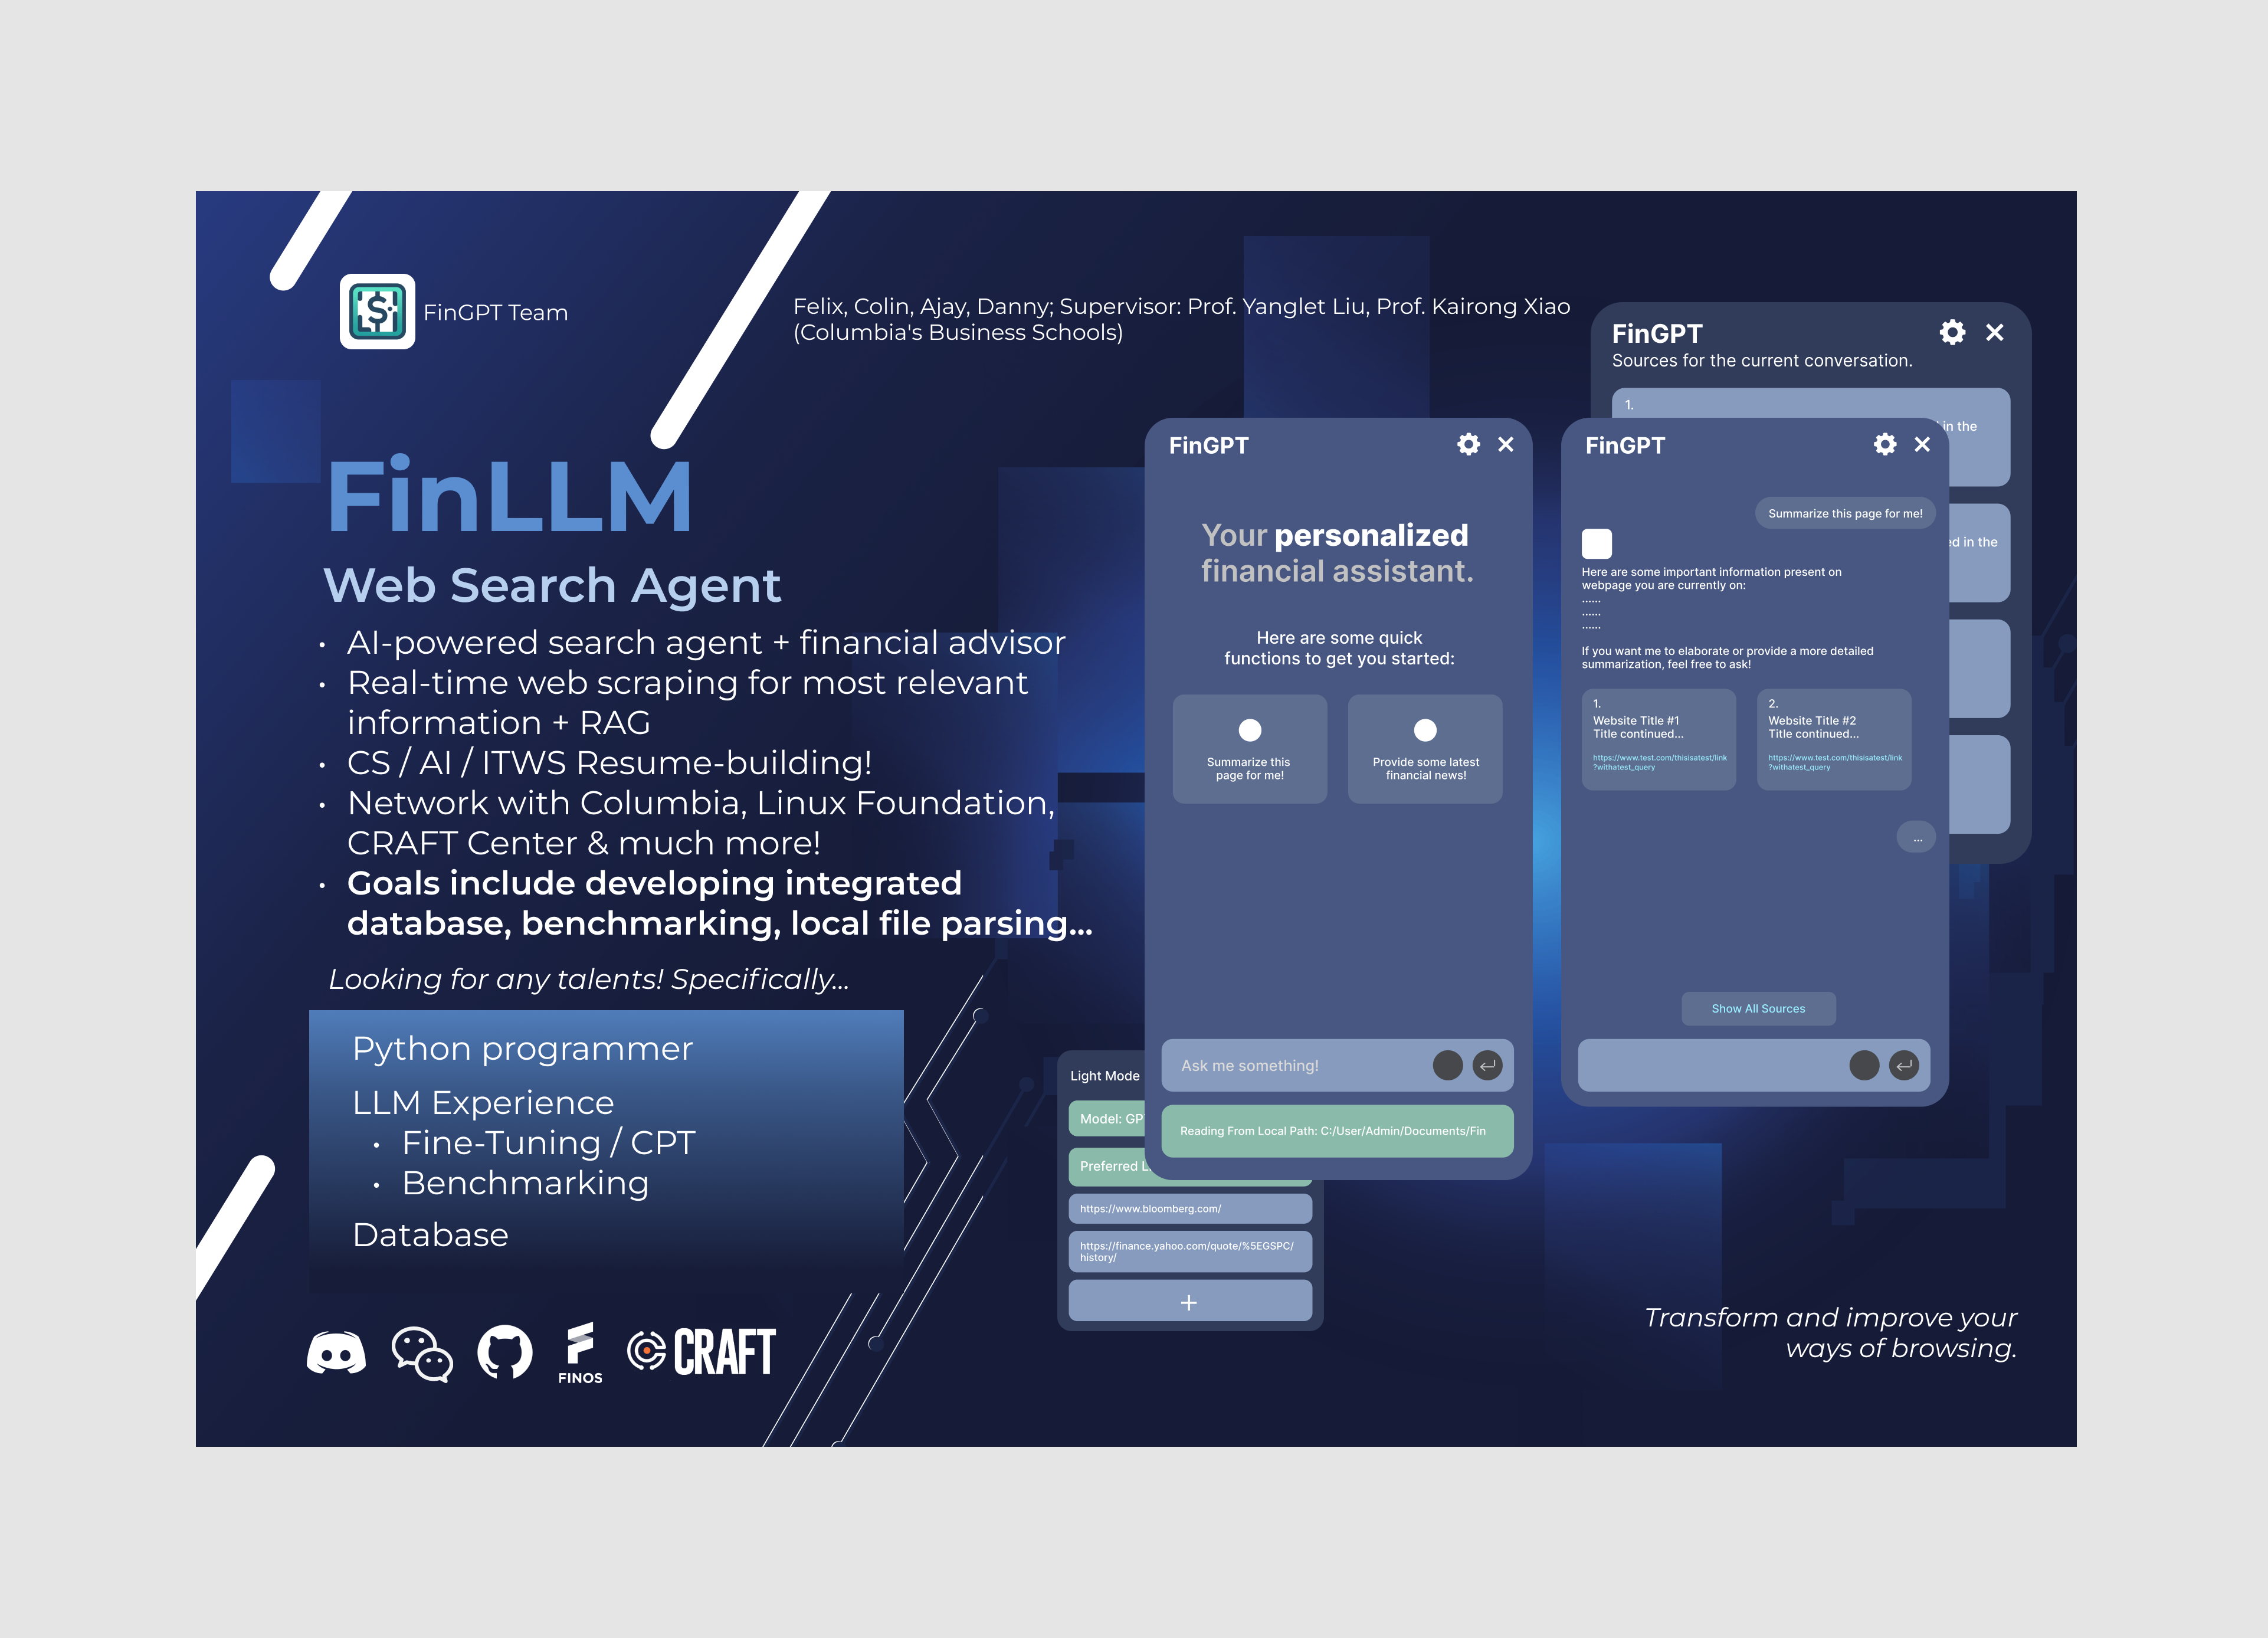 FinGPT Team
Felix, Colin, Ajay, Danny; Supervisor: Prof. Yanglet Liu, Prof. Kairong Xiao
(Columbia's Business Schools)
FinLLM
Web Search Agent
• AI-powered search agent + financial advisor
• Real-time web scraping for most relevant
information + RAG
• CS / AI / ITWS Resume-building!
• Network with Columbia, Linux Foundation,
CRAFT Center & much more!
• Goals include developing integrated
database, benchmarking, local file parsing...
Looking for any talents! Specifically...
Python programmer
LLM Experience
• Fine-Tuning / CPT
• Benchmarking
Database
FINOS
CRAFT
Light Mode
Model: GP
Preferred L
https://www.bloomberg.com/
https://finance.yahoo.com/quote/%5EGSPC/
history/
+
FinGPT
Your personalized
financial assistant.
Here are some quick
functions to get you started:
Summarize this
page for me!
Provide some latest
financial news!
Ask me something!
Reading From Local Path: C:/User/Admin/Documents/Fin
FinGPT
Summarize this page for me!
Here are some important information present on
webpage you are currently on:
......
......
......
If you want me to elaborate or provide a more detailed
summarization, feel free to ask!
1.
Website Title #1
Title continued...
https://www.test.com/thisisatest/link
?withatest_query
2.
Website Title #2
Title continued...
https://www.test.com/thisisatest/link
?withatest_query
...
Show All Sources
FinGPT
Sources for the current conversation.
1.
in the
ed in the
Transform and improve your
ways of browsing.